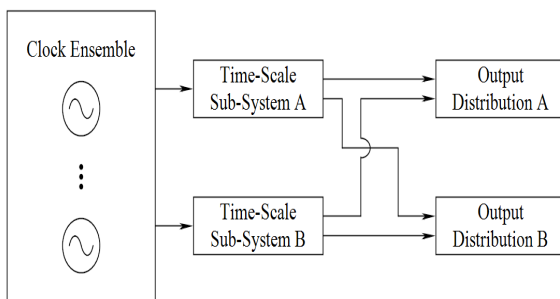 Clock Ensemble
Time-Scale
Sub-System A
Output
Distribution A
Time-Scale
Sub-System B
Output
Distribution B